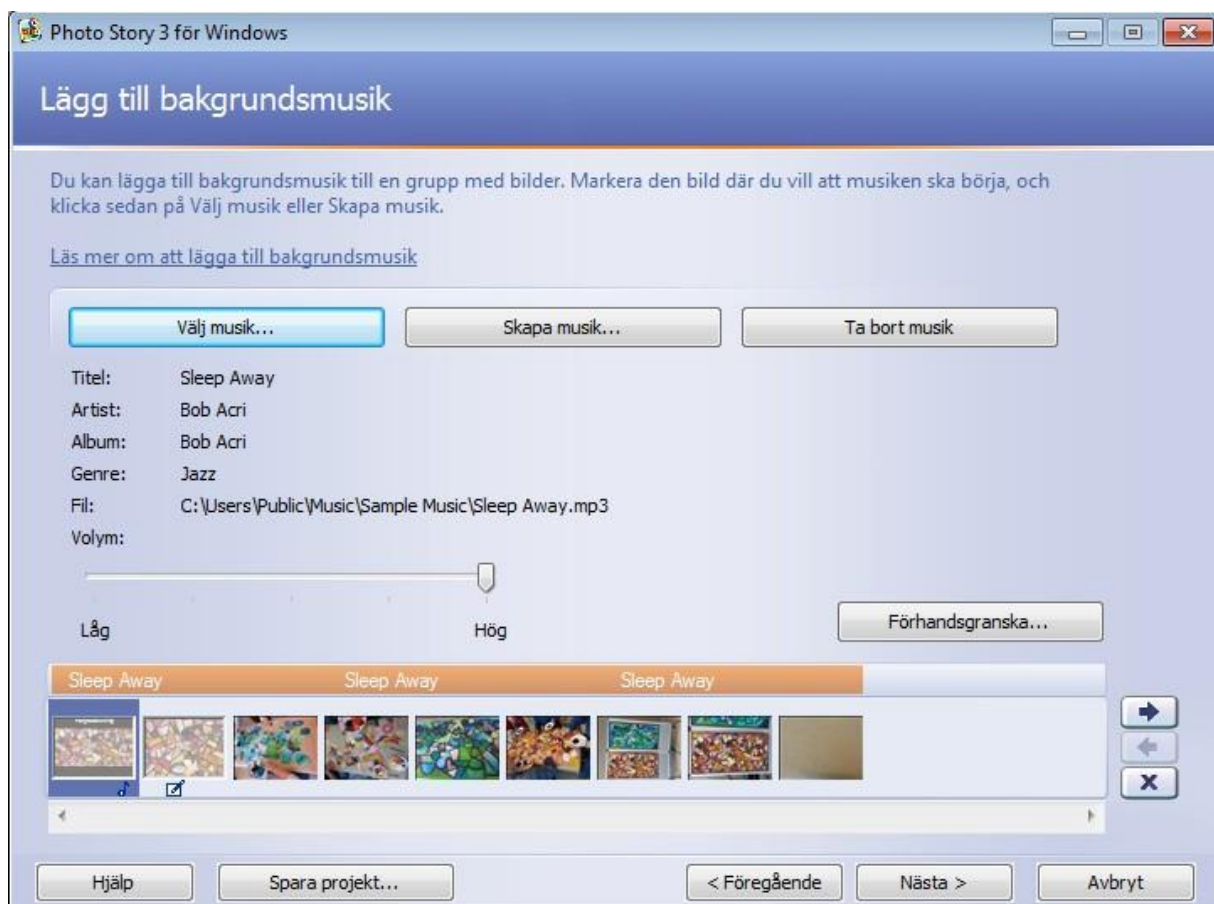 Photo Story 3 för Windows
Lägg till bakgrundsmusik
Du kan lägga till bakgrundsmusik till en grupp med bilder. Markera den bild där du vill att musiken ska börja, och
klicka sedan på Välj musik eller Skapa musik.
Läs mer om att lägga till bakgrundsmusik
Välj musik... Skapa musik... Ta bort musik
Titel: Sleep Away
Artist: Bob Acri
Album: Bob Acri
Genre: Jazz
Fil: C:\Users\Public\Music\Sample Music\Sleep Away.mp3
Volym:
Låg Hög
Förhandsgranska...
Sleep Away Sleep Away Sleep Away
Hjälp Spara projekt... < Föregående Nästa > Avbryt